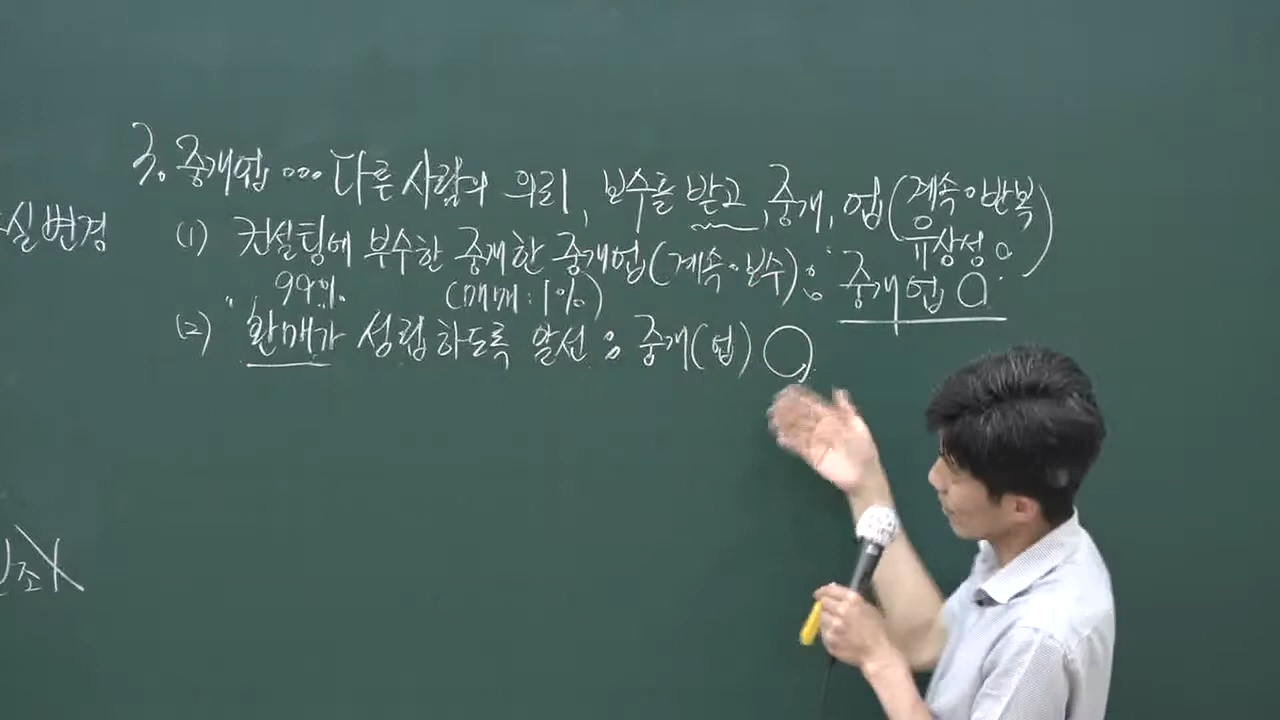 3. 중개업 … 다른 사람의 의뢰, 보수를 받고, 중개, 업(계속·반복
유상성 ○)
실변경
(1) 컨설팅에 부수한 중개한 중개업(계속·보수) : 중개업 ○
99%. (매매 : 1%)
(2) 환매가 성립하도록 알선 : 중개(업) ○
조X